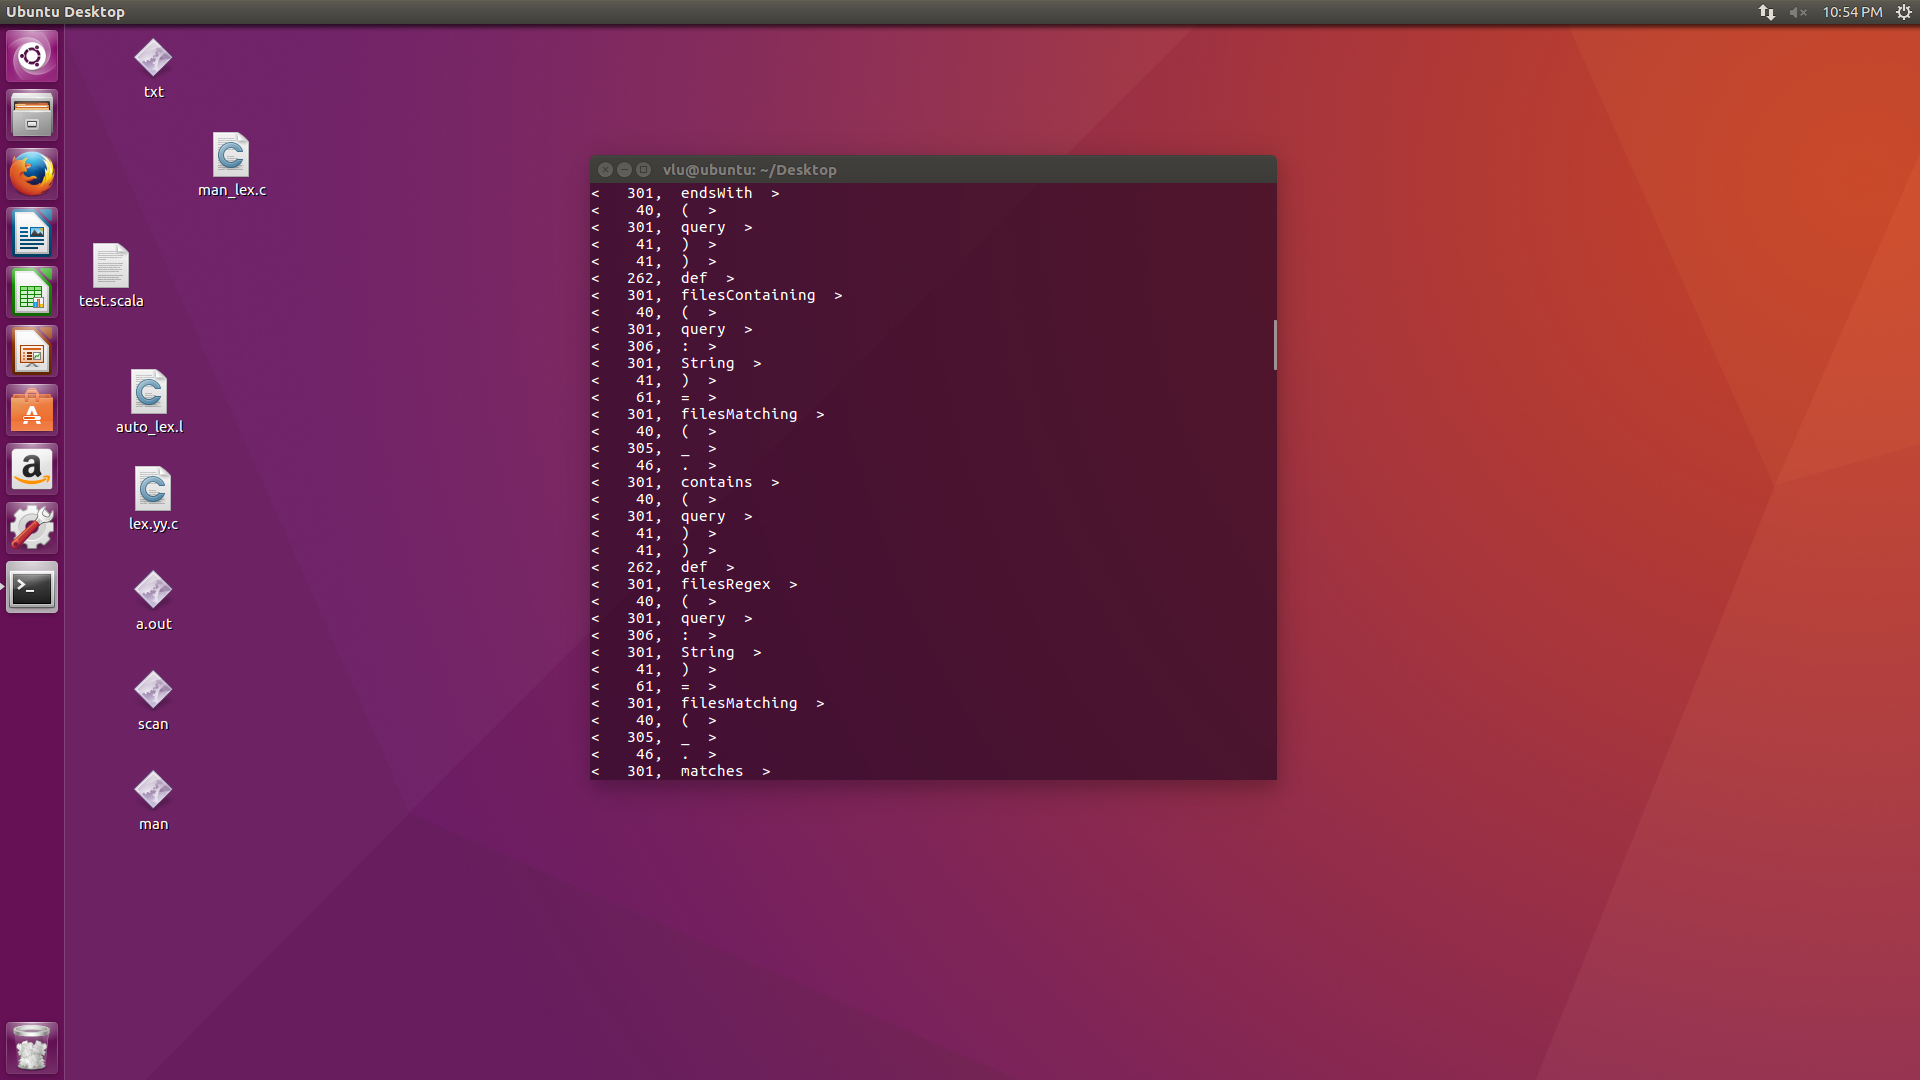 Ubuntu Desktop
10:54 PM
txt
man_lex.c
test.scala
auto_lex.l
lex.yy.c
a.out
scan
man
vlu@ubuntu: ~/Desktop
<   301,  endsWith  >
<    40,  (  >
<   301,  query  >
<    41,  )  >
<    41,  )  >
<   262,  def  >
<   301,  filesContaining  >
<    40,  (  >
<   301,  query  >
<   306,  :  >
<   301,  String  >
<    41,  )  >
<    61,  =  >
<   301,  filesMatching  >
<    40,  (  >
<   305,  _  >
<    46,  .  >
<   301,  contains  >
<    40,  (  >
<   301,  query  >
<    41,  )  >
<    41,  )  >
<   262,  def  >
<   301,  filesRegex  >
<    40,  (  >
<   301,  query  >
<   306,  :  >
<   301,  String  >
<    41,  )  >
<    61,  =  >
<   301,  filesMatching  >
<    40,  (  >
<   305,  _  >
<    46,  .  >
<   301,  matches  >